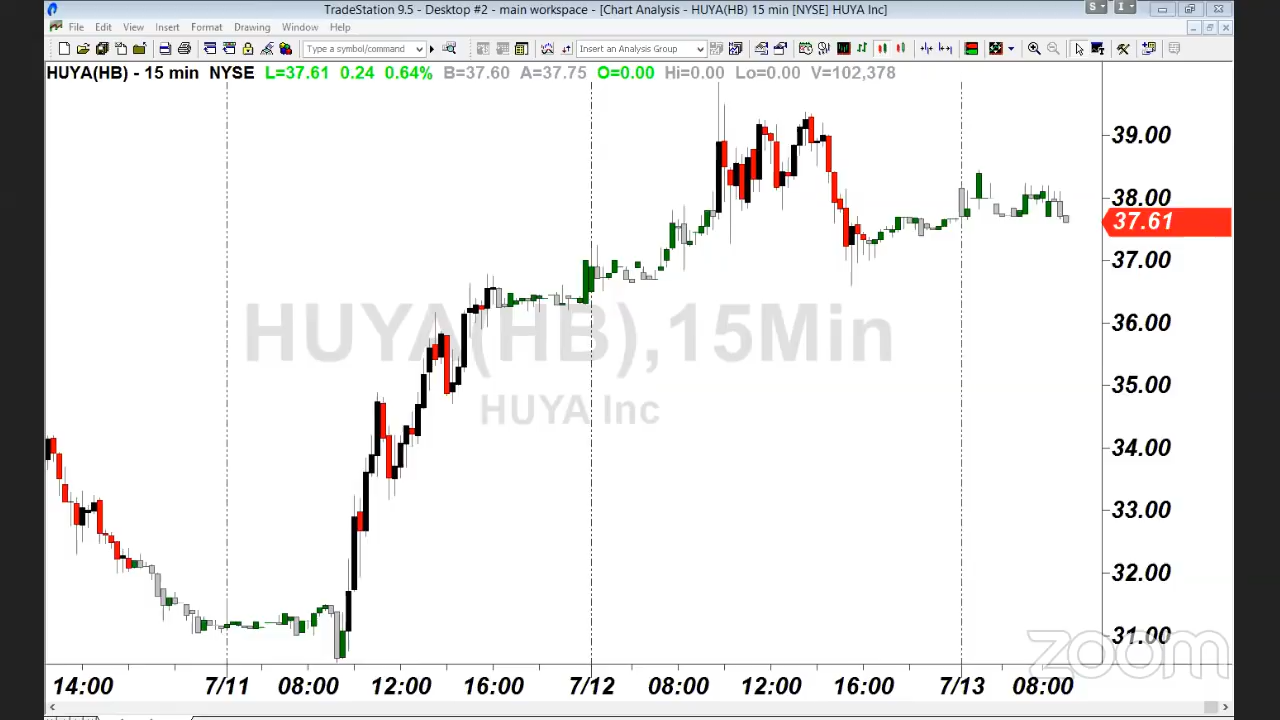 TradeStation 9.5 - Desktop #2 - main workspace - [Chart Analysis - HUYA(HB) 15 min [NYSE] HUYA Inc]
S I
File Edit View Insert Format Drawing Window Help
Type a symbol/command Insert an Analysis Group
HUYA(HB) - 15 min NYSE L=37.61 0.24 0.64% B=37.60 A=37.75 O=0.00 Hi=0.00 Lo=0.00 V=102,378
39.00
38.00
37.61
37.00
36.00
HUYA(HB),15Min
35.00
HUYA Inc
34.00
33.00
32.00
31.00
zoom
14:00 7/11 08:00 12:00 16:00 7/12 08:00 12:00 16:00 7/13 08:00